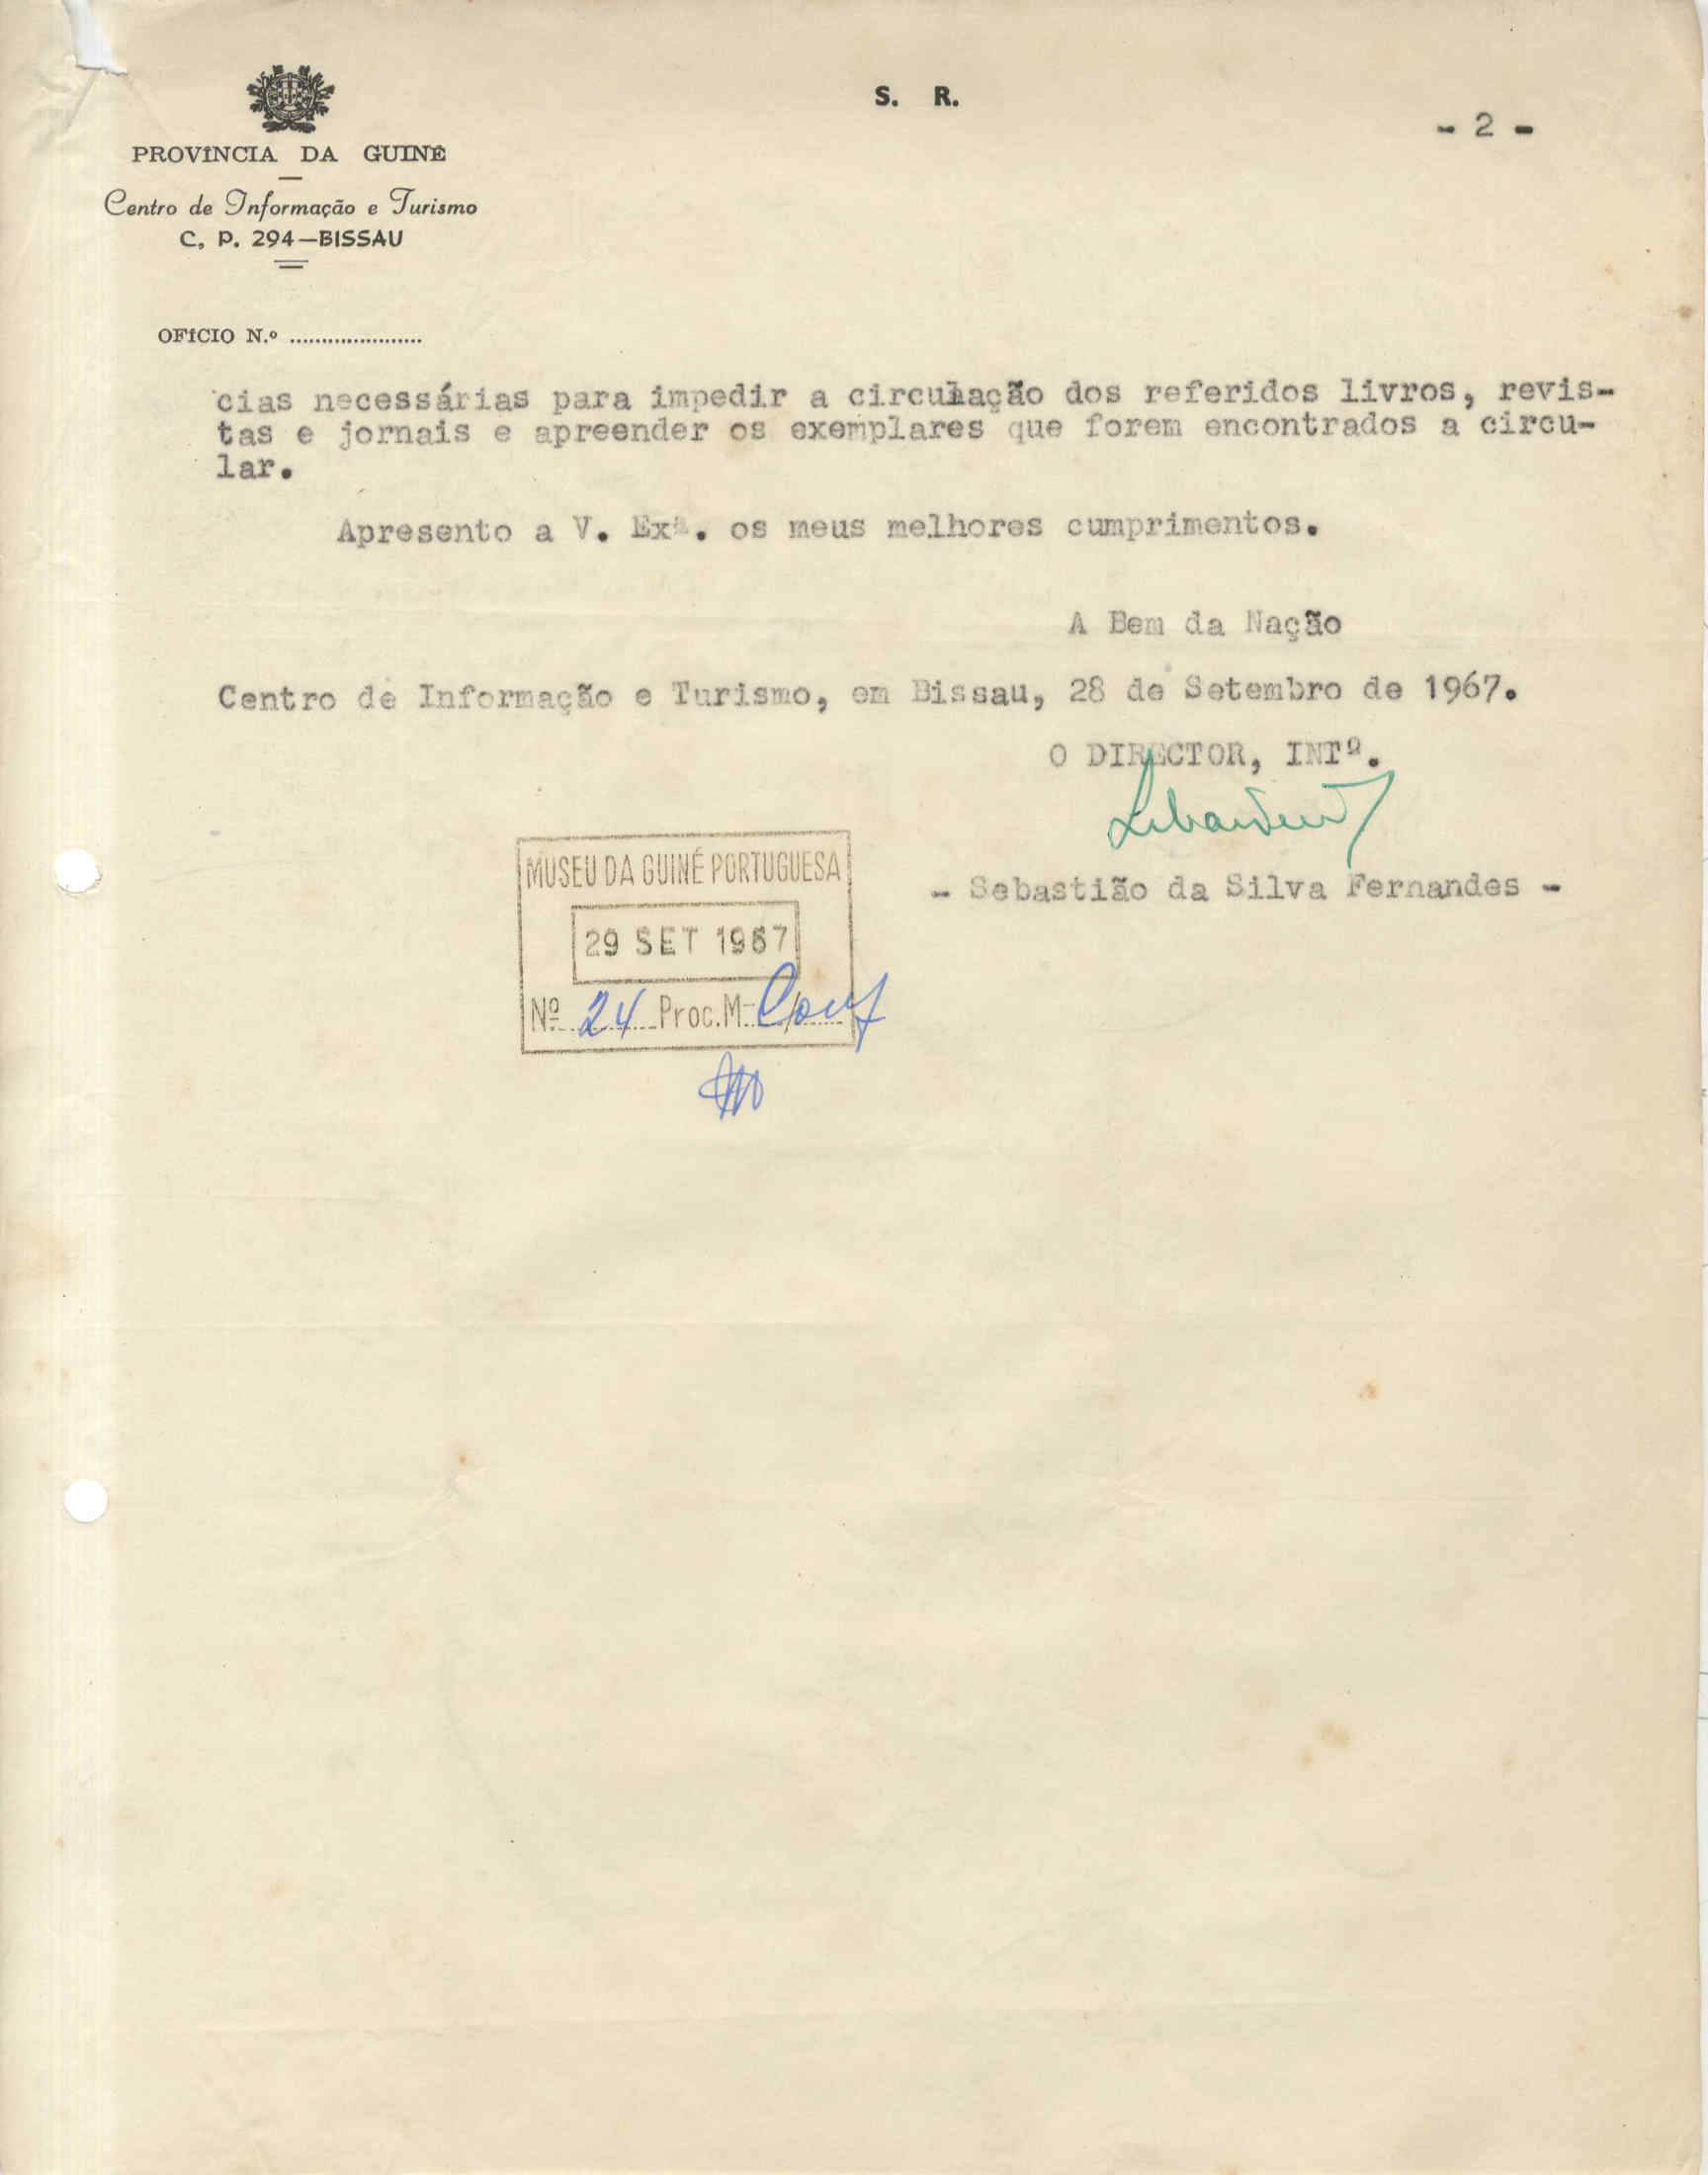 S. R.
- 2 -
PROVÍNCIA DA GUINÉ
Centro de Informação e Turismo
C. P. 294—BISSAU
OFÍCIO N.º .....................
cias necessárias para impedir a circulação dos referidos livros, revis-
tas e jornais e apreender os exemplares que forem encontrados a circu-
lar.
Apresento a V. Exª. os meus melhores cumprimentos.
A Bem da Nação
Centro de Informação e Turismo, em Bissau, 28 de Setembro de 1967.
O DIRECTOR, INTº.
- Sebastião da Silva Fernandes -
MUSEU DA GUINÉ PORTUGUESA
29 SET 1967
Nº 24 Proc. M- Conf